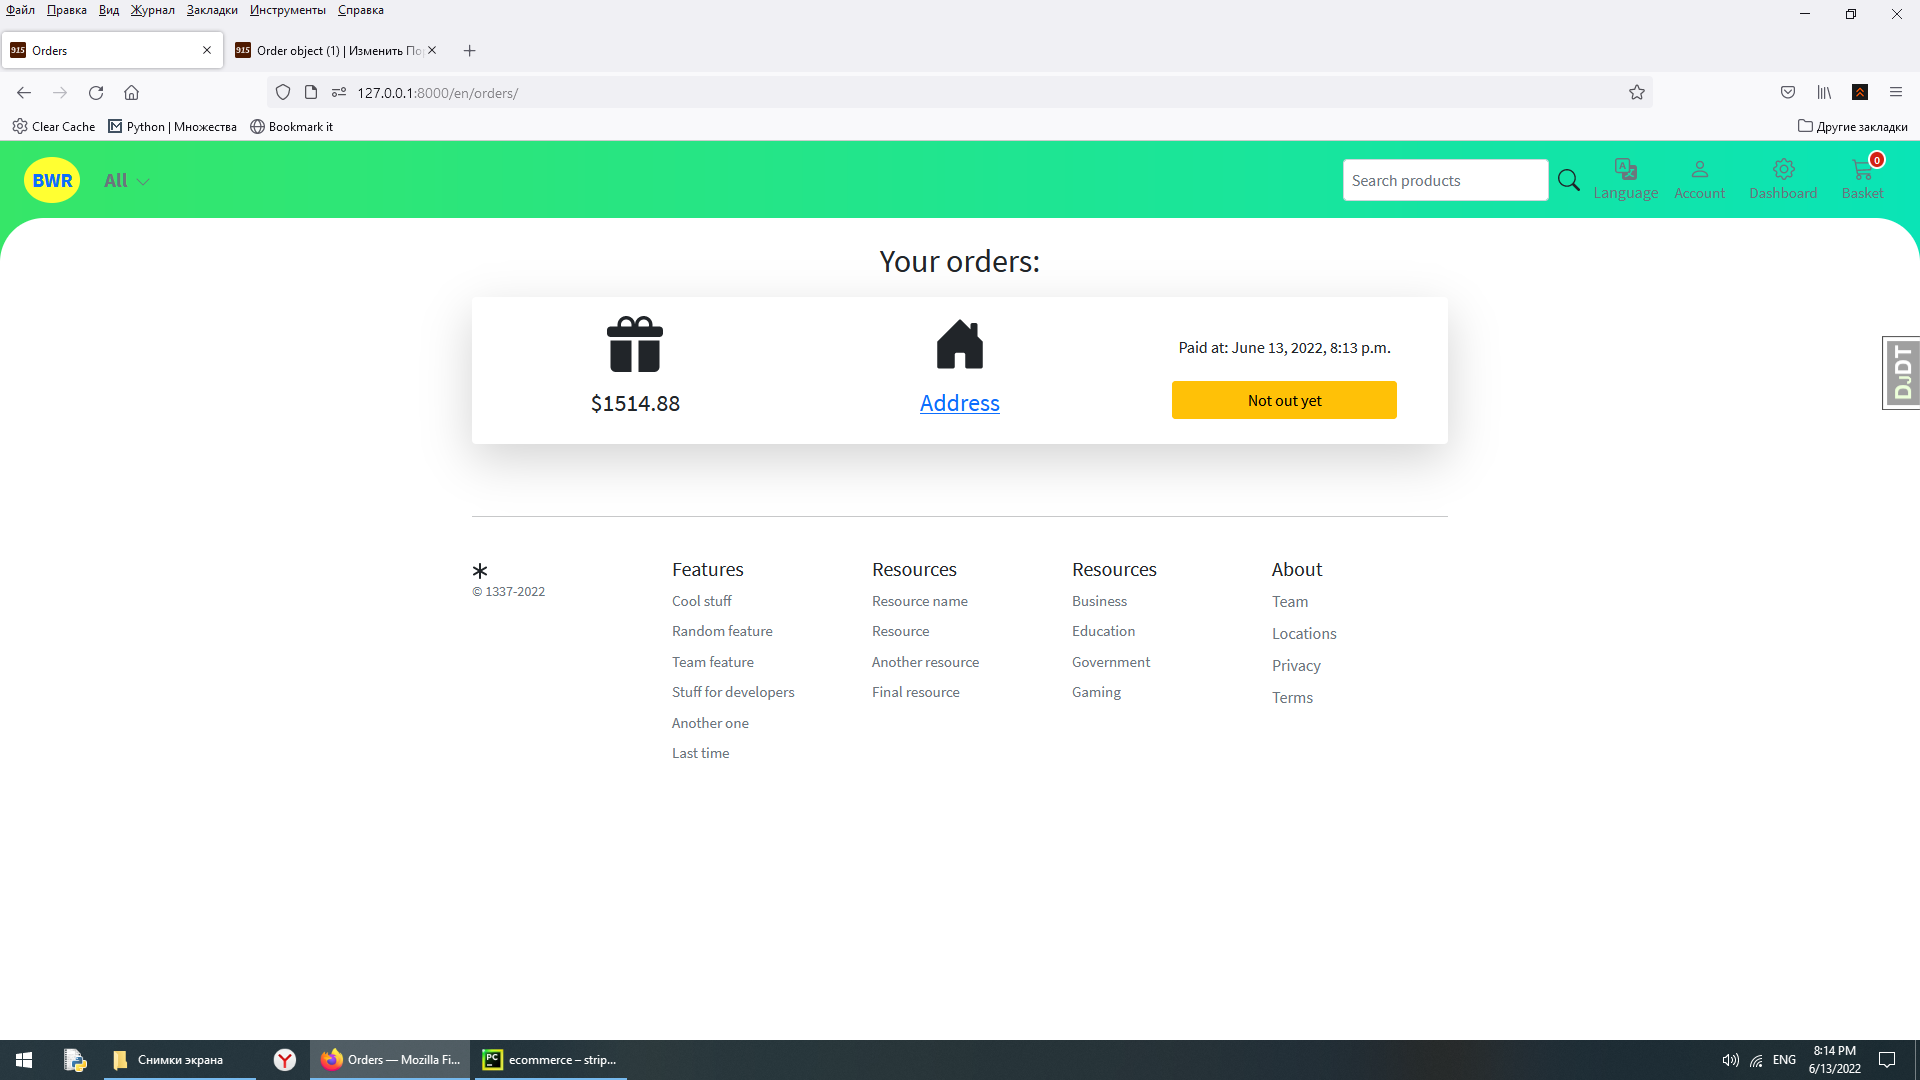 Файл Правка Вид Журнал Закладки Инструменты Справка
915 Orders
915 Order object (1) | Изменить По
127.0.0.1:8000/en/orders/
Clear Cache
Python | Множества
Bookmark it
Другие закладки
BWR
All
Search products
Language
Account
Dashboard
0
Basket
Your orders:
$1514.88
Address
Paid at: June 13, 2022, 8:13 p.m.
Not out yet
DJDT
© 1337-2022
Features
Cool stuff
Random feature
Team feature
Stuff for developers
Another one
Last time
Resources
Resource name
Resource
Another resource
Final resource
Resources
Business
Education
Government
Gaming
About
Team
Locations
Privacy
Terms
Снимки экрана
Orders — Mozilla Fi...
PC
ecommerce – strip...
ENG
8:14 PM
6/13/2022